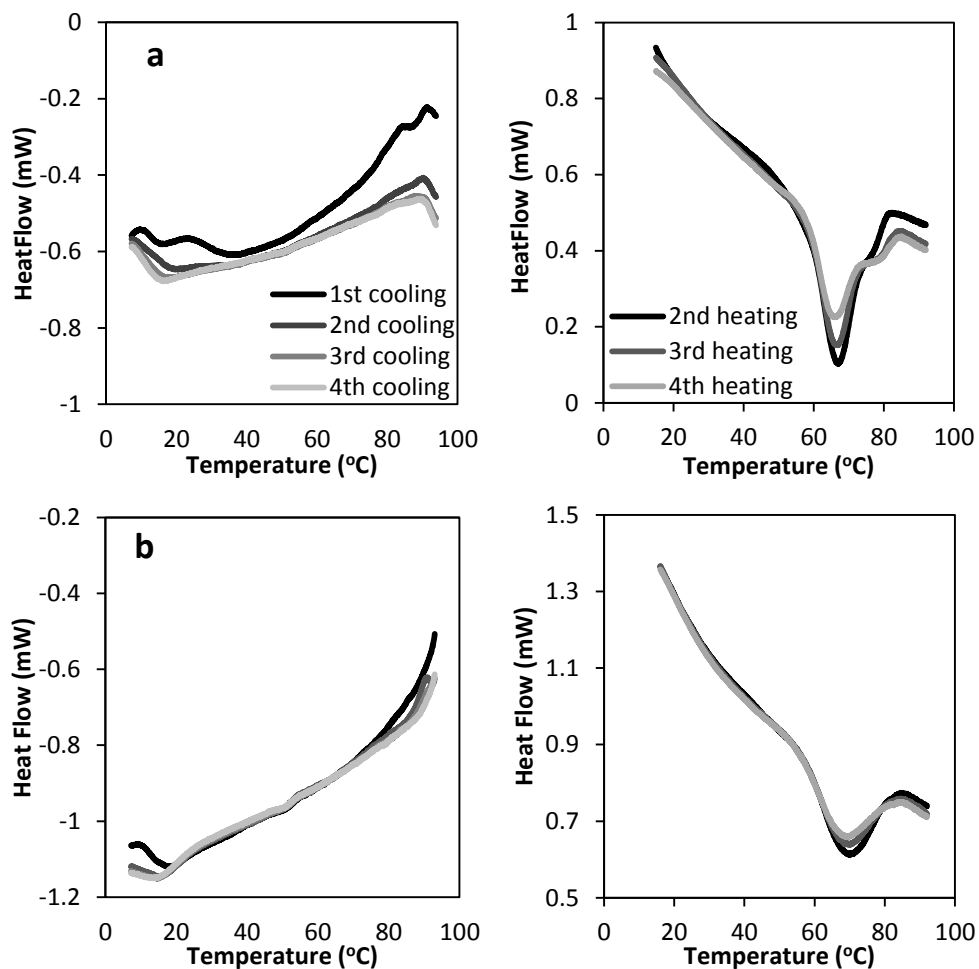 a
HeatFlow (mW)
0
-0.2
-0.4
-0.6
-0.8
-1
0 20 40 60 80 100
Temperature (ºC)
1st cooling
2nd cooling
3rd cooling
4th cooling
HeatFlow (mW)
1
0.8
0.6
0.4
0.2
0
0 20 40 60 80 100
Temperature (ºC)
2nd heating
3rd heating
4th heating
b
Heat Flow (mW)
-0.2
-0.4
-0.6
-0.8
-1
-1.2
0 20 40 60 80 100
Temperature (ºC)
Heat Flow (mW)
1.5
1.3
1.1
0.9
0.7
0.5
0 20 40 60 80 100
Temperature (ºC)